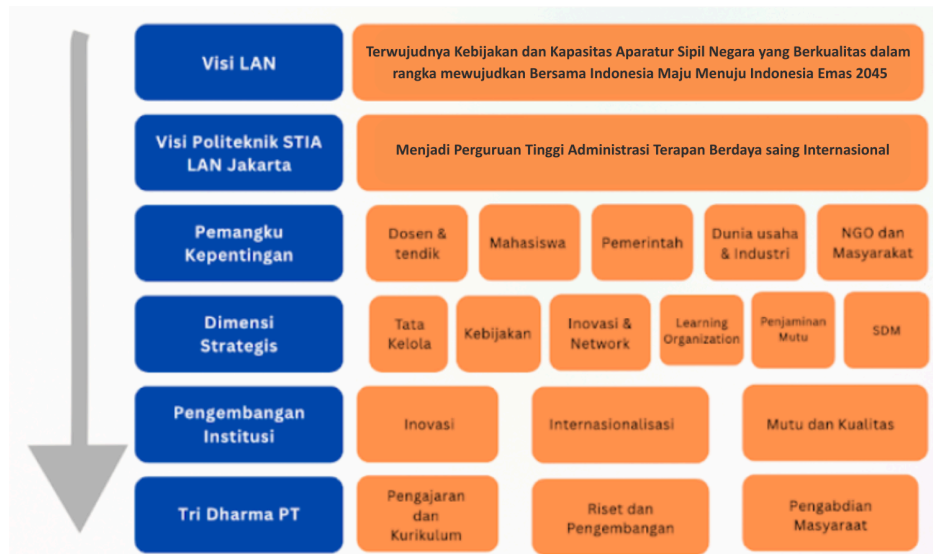 Visi LAN
Terwujudnya Kebijakan dan Kapasitas Aparatur Sipil Negara yang Berkualitas dalam
rangka mewujudkan Bersama Indonesia Maju Menuju Indonesia Emas 2045
Visi Politeknik STIA
LAN Jakarta
Menjadi Perguruan Tinggi Administrasi Terapan Berdaya saing Internasional
Pemangku
Kepentingan
Dosen &
tendik
Mahasiswa
Pemerintah
Dunia usaha
& Industri
NGO dan
Masyarakat
Dimensi
Strategis
Tata
Kelola
Kebijakan
Inovasi &
Network
Learning
Organization
Penjaminan
Mutu
SDM
Pengembangan
Institusi
Inovasi
Internasionalisasi
Mutu dan Kualitas
Tri Dharma PT
Pengajaran
dan
Kurikulum
Riset dan
Pengembangan
Pengabdian
Masyaraat